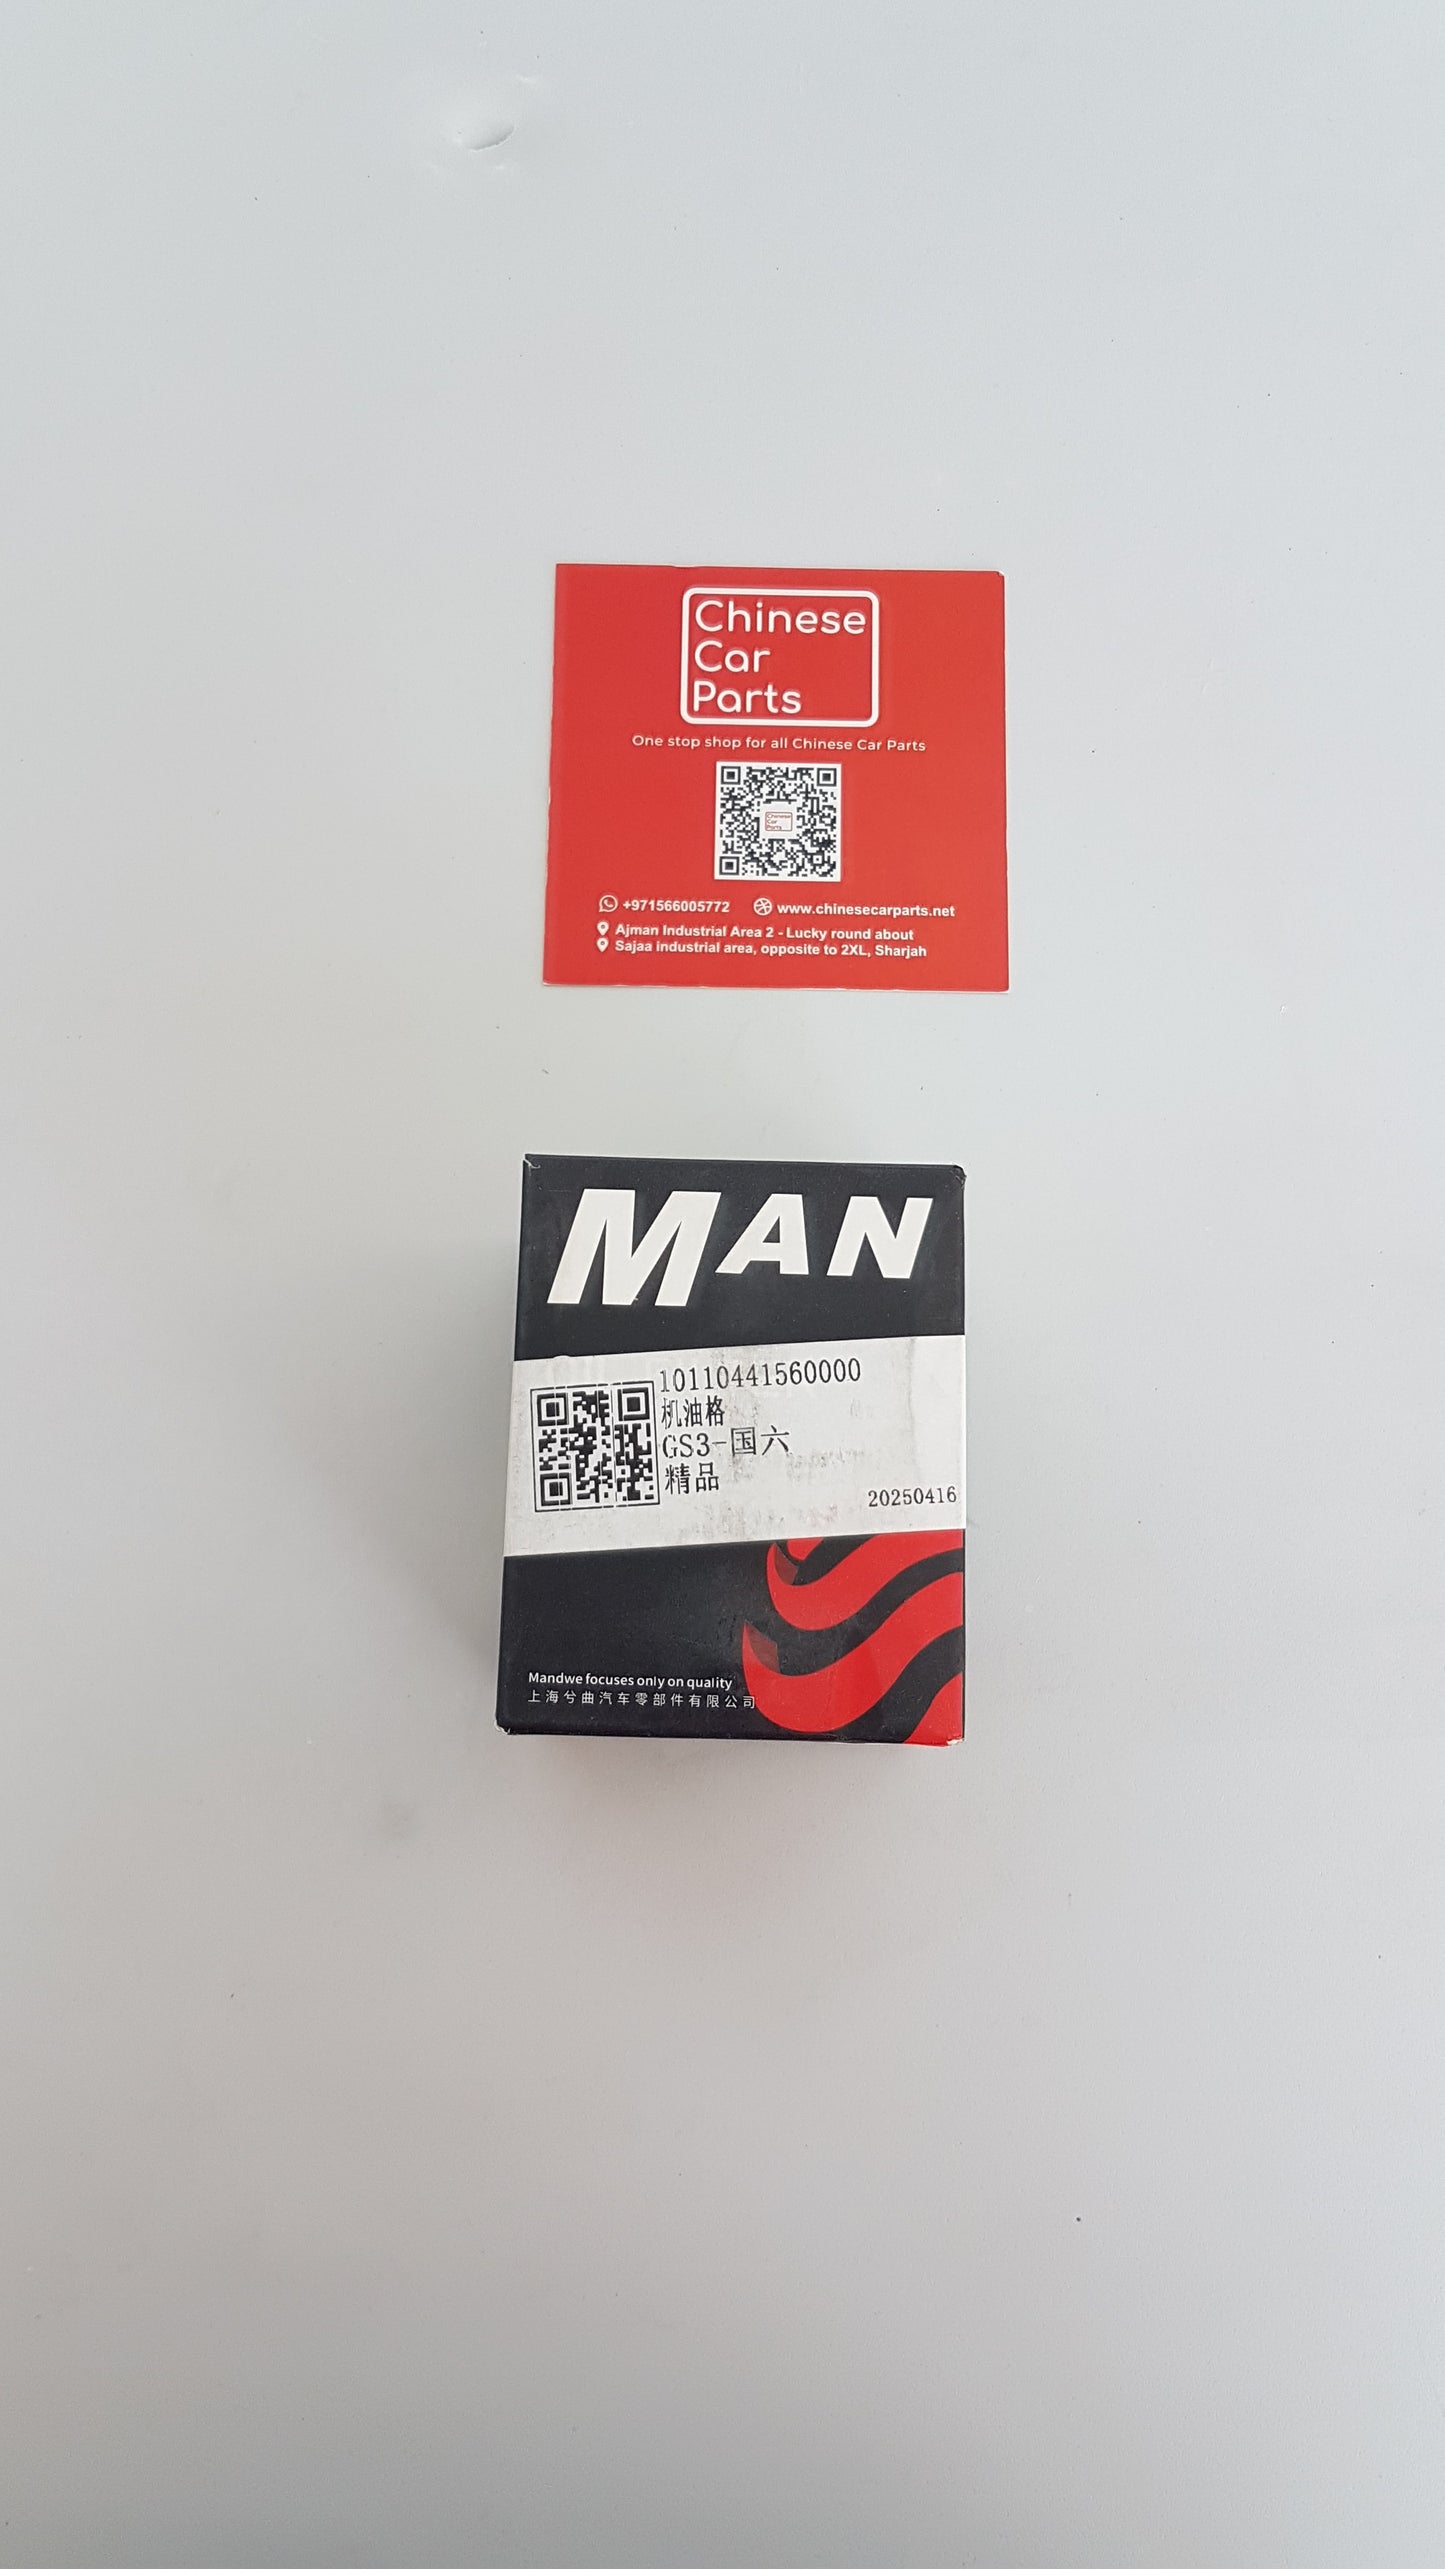 Chinese
Car
Parts
One stop shop for all Chinese Car Parts
Chinese
Car
Parts
+971566005772 www.chinesecarparts.net
Ajman Industrial Area 2 - Lucky round about
Sajaa industrial area, opposite to 2XL, Sharjah
MAN
10110441560000
机油格
GS3-国六
精品
20250416
Mandwe focuses only on quality
上海兮曲汽车零部件有限公司